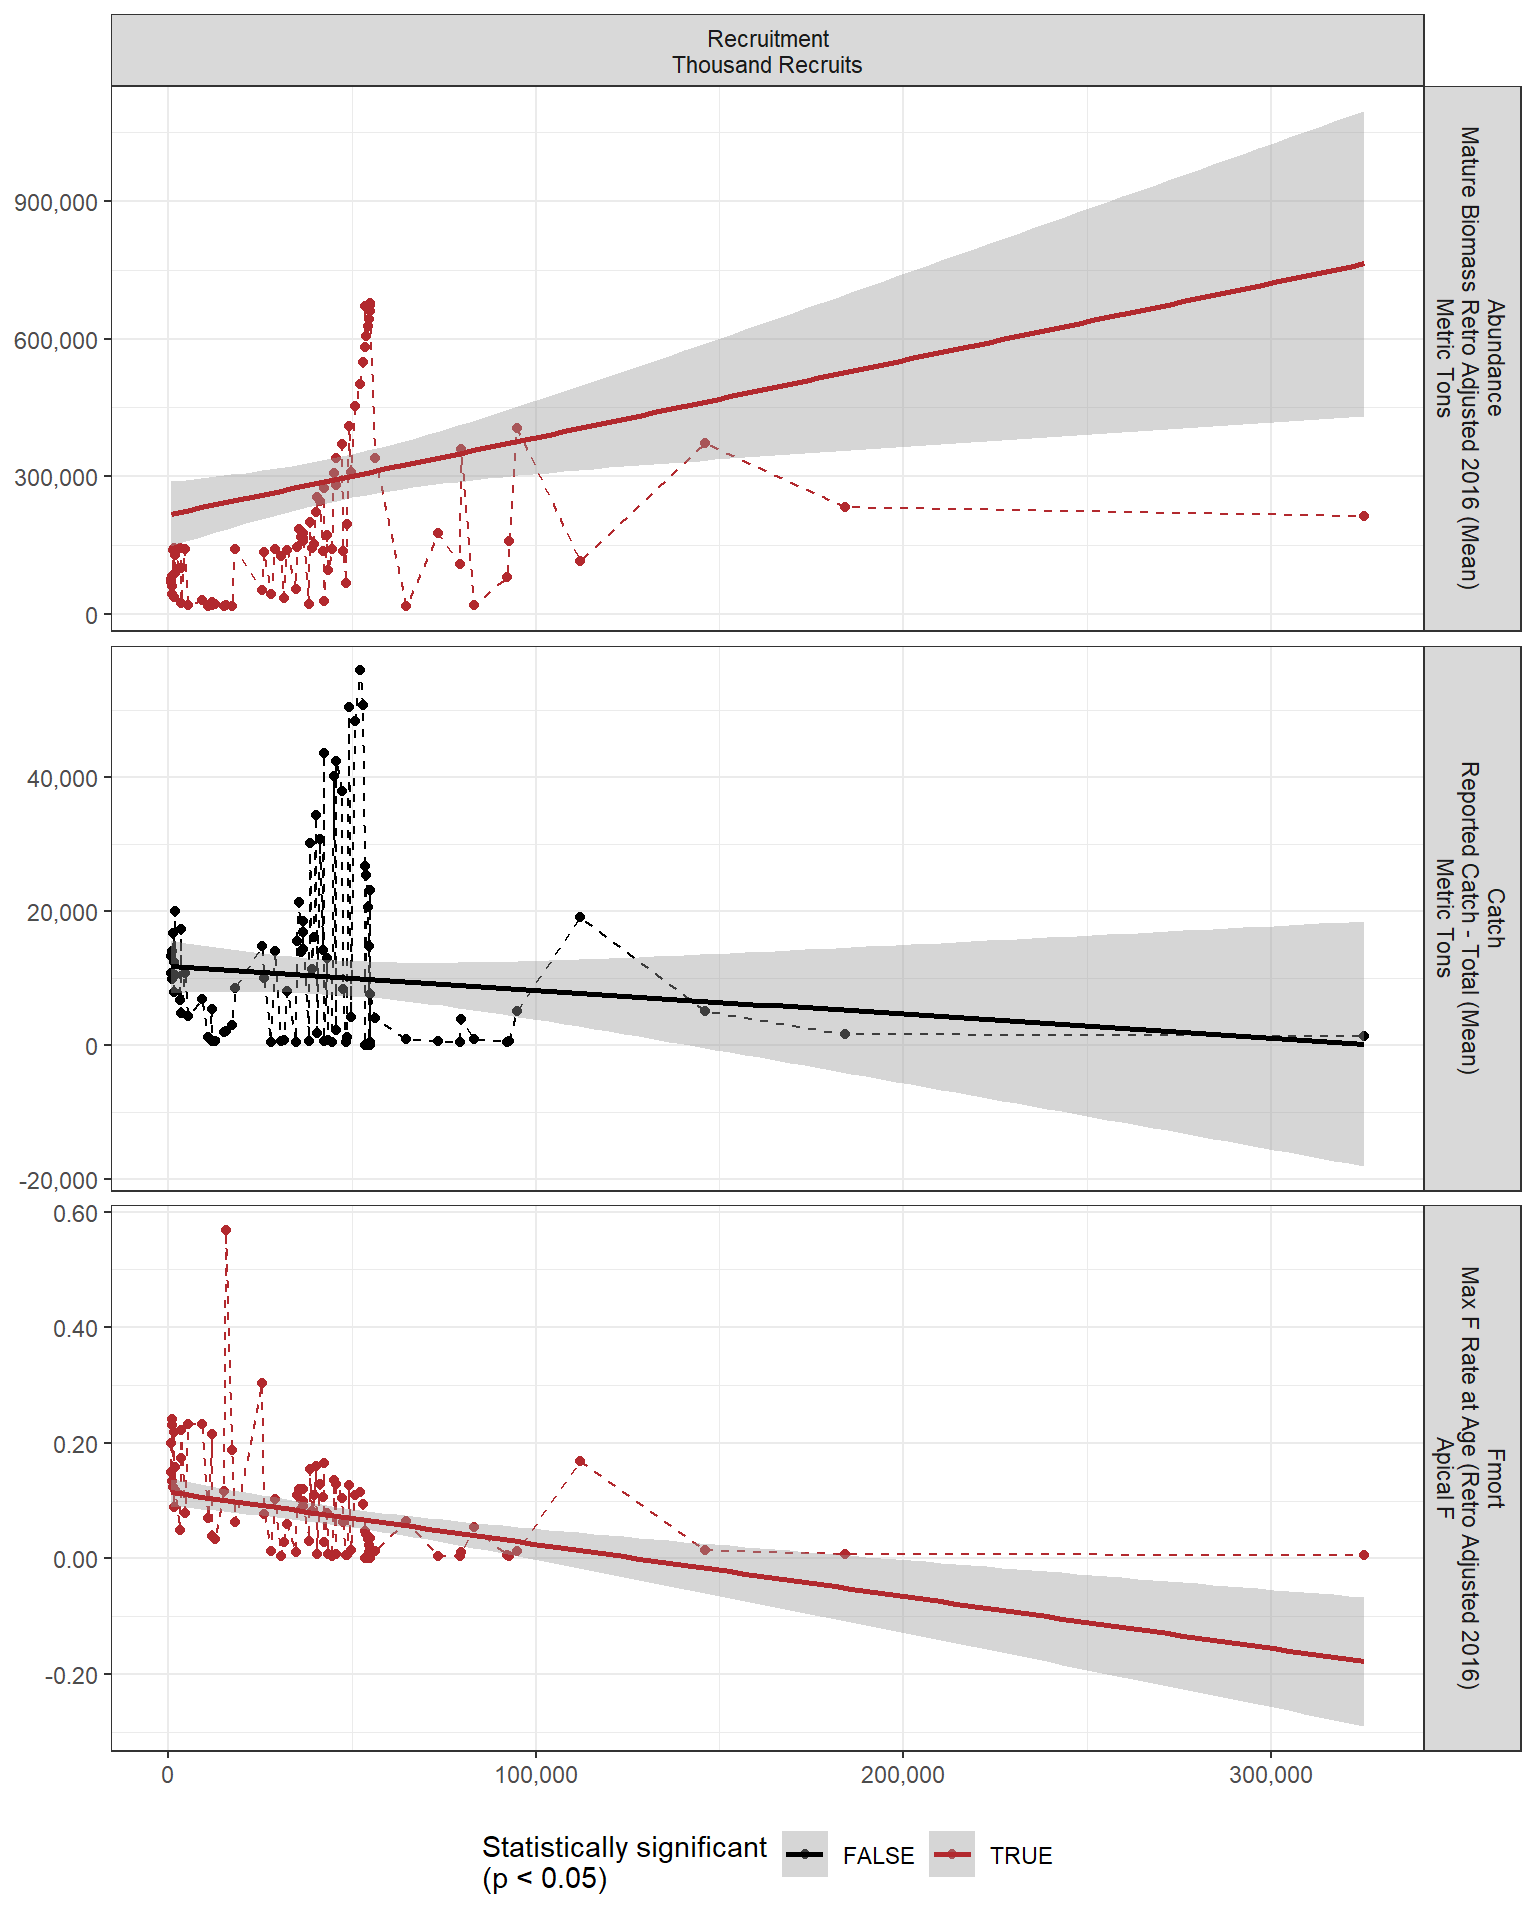 Recruitment
Thousand Recruits
900,000
600,000
300,000
0
Abundance
Mature Biomass Retro Adjusted 2016 (Mean)
Metric Tons
40,000
20,000
0
-20,000
Catch
Reported Catch - Total (Mean)
Metric Tons
0.60
0.40
0.20
0.00
-0.20
Fmort
Max F Rate at Age (Retro Adjusted 2016)
Apical F
0 100,000 200,000 300,000
Statistically significant
(p < 0.05)
FALSE TRUE